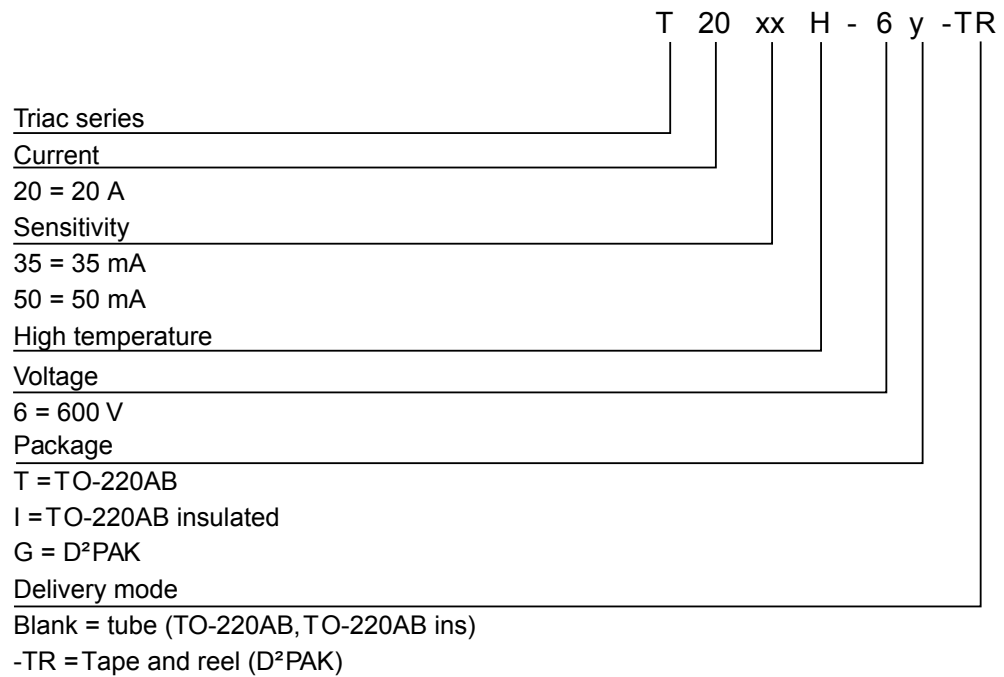 T 20 xx H - 6 y -TR
Triac series
Current
20 = 20 A
Sensitivity
35 = 35 mA
50 = 50 mA
High temperature
Voltage
6 = 600 V
Package
T = TO-220AB
I = TO-220AB insulated
G = D²PAK
Delivery mode
Blank = tube (TO-220AB, TO-220AB ins)
-TR = Tape and reel (D²PAK)